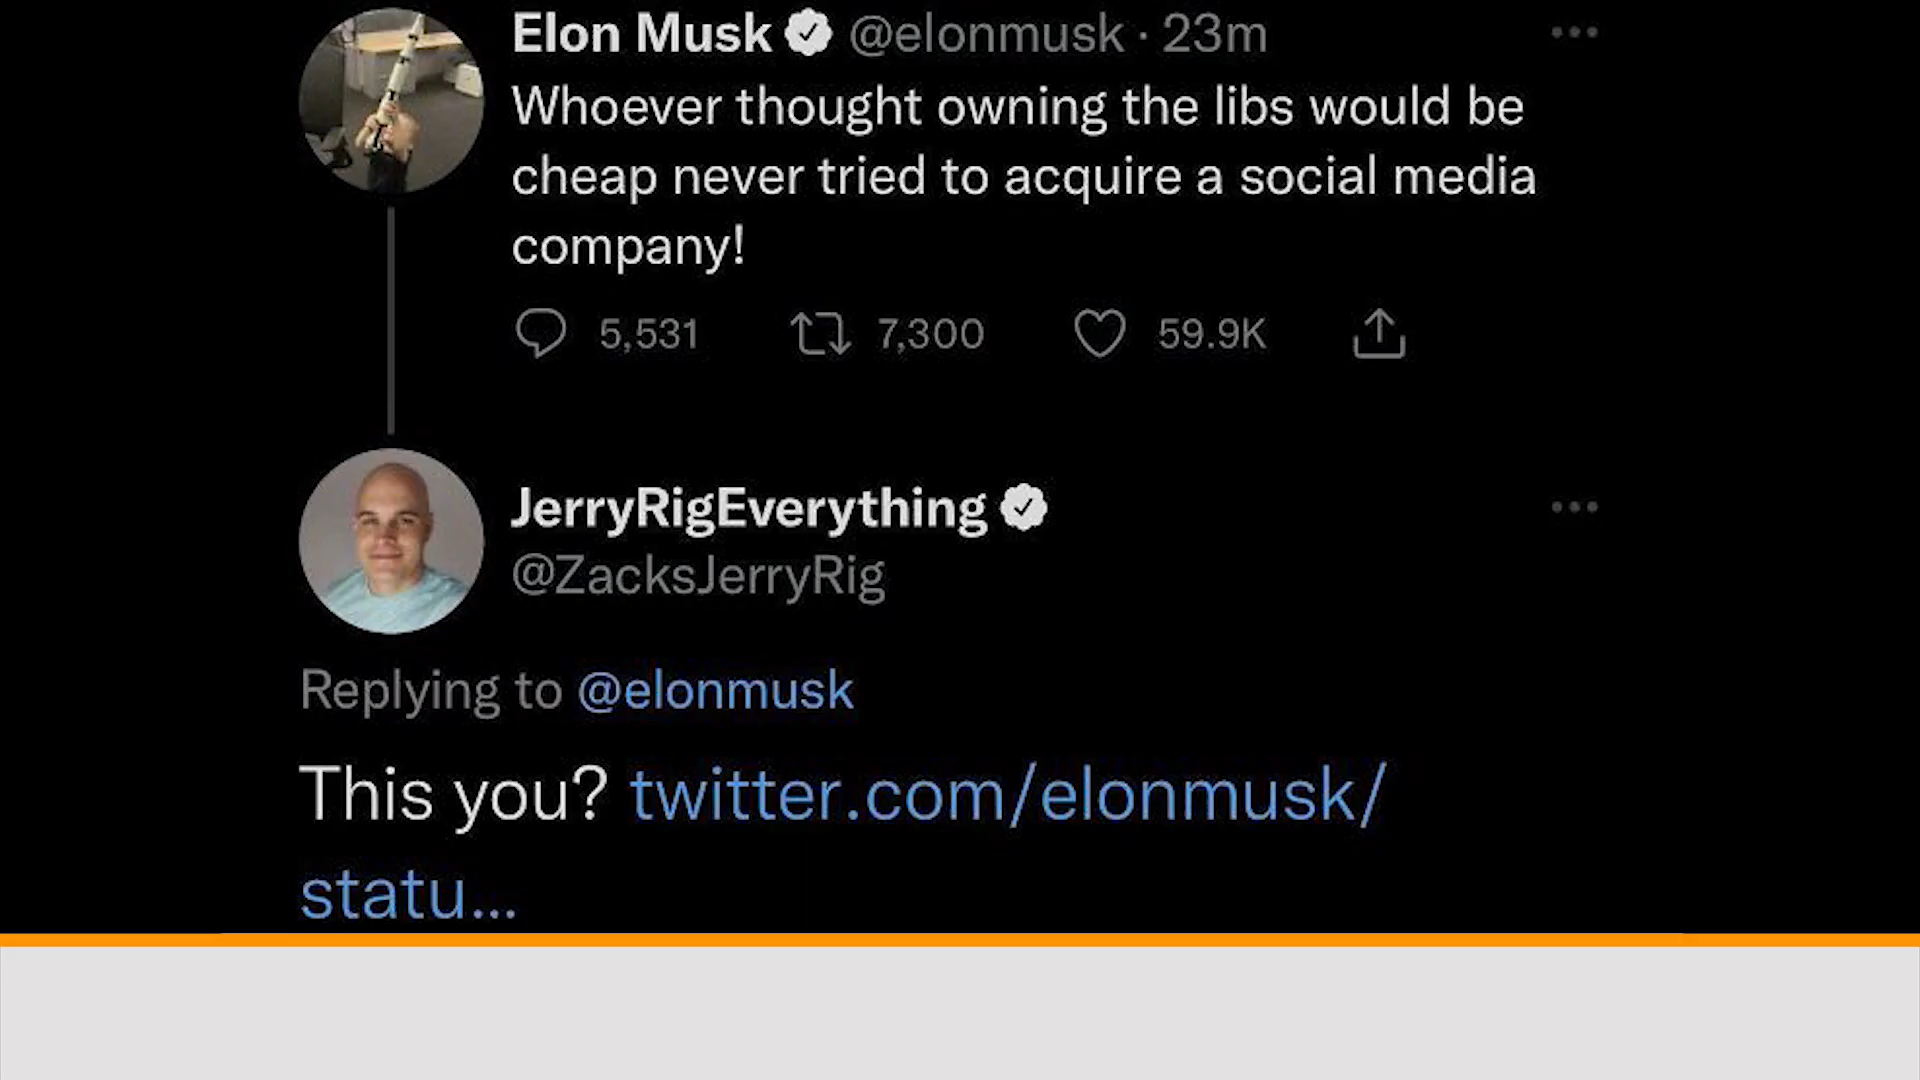 Elon Musk @elonmusk · 23m
Whoever thought owning the libs would be
cheap never tried to acquire a social media
company!
5,531 7,300 59.9K
JerryRigEverything
@ZacksJerryRig
Replying to @elonmusk
This you? twitter.com/elonmusk/
statu...